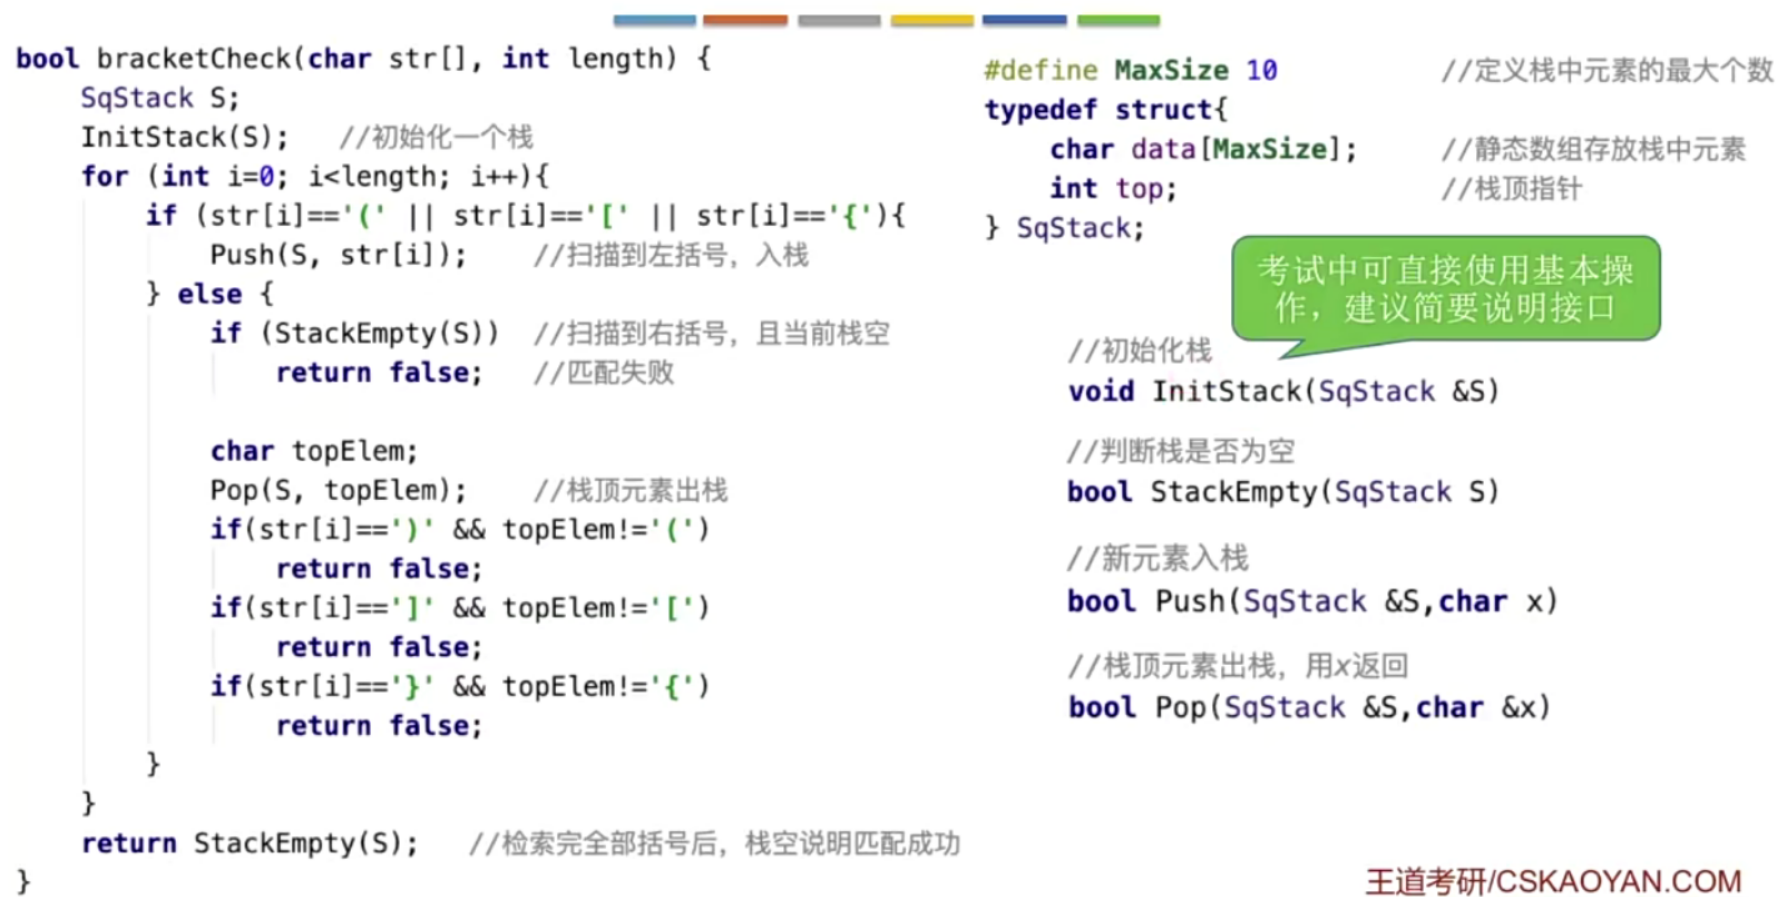 bool bracketCheck(char str[], int length) {
    SqStack S;
    InitStack(S);   //初始化一个栈
    for (int i=0; i<length; i++){
        if (str[i]=='(' || str[i]=='[' || str[i]=='{'){
            Push(S, str[i]);    //扫描到左括号，入栈
        } else {
            if (StackEmpty(S))  //扫描到右括号，且当前栈空
                return false;   //匹配失败
            char topElem;
            Pop(S, topElem);    //栈顶元素出栈
            if(str[i]==')' && topElem!='(')
                return false;
            if(str[i]==']' && topElem!='[')
                return false;
            if(str[i]=='}' && topElem!='{')
                return false;
        }
    }
    return StackEmpty(S);   //检索完全部括号后，栈空说明匹配成功
}
#define MaxSize 10          //定义栈中元素的最大个数
typedef struct{
    char data[MaxSize];     //静态数组存放栈中元素
    int top;                //栈顶指针
} SqStack;
考试中可直接使用基本操
作，建议简要说明接口
//初始化栈
void InitStack(SqStack &S)
//判断栈是否为空
bool StackEmpty(SqStack S)
//新元素入栈
bool Push(SqStack &S,char x)
//栈顶元素出栈，用x返回
bool Pop(SqStack &S,char &x)
王道考研/CSKAOYAN.COM